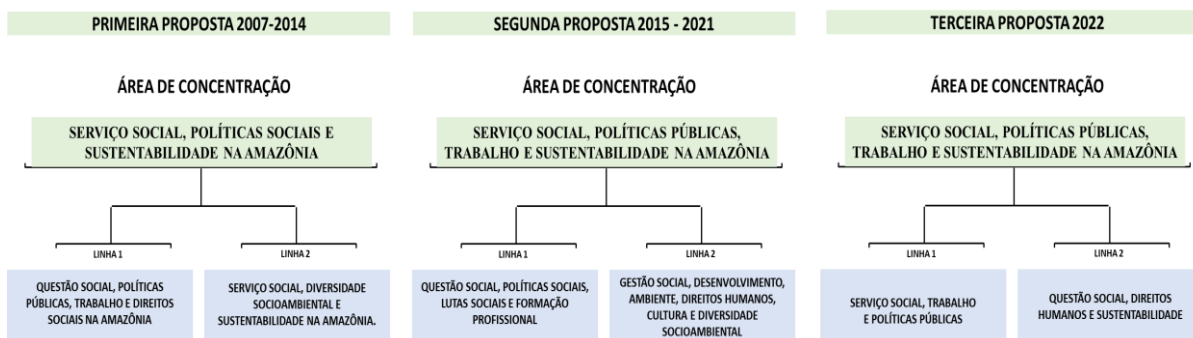 PRIMEIRA PROPOSTA 2007-2014
ÁREA DE CONCENTRAÇÃO
SERVIÇO SOCIAL, POLÍTICAS SOCIAIS E
SUSTENTABILIDADE NA AMAZÔNIA
LINHA 1
QUESTÃO SOCIAL, POLÍTICAS
PÚBLICAS, TRABALHO E DIREITOS
SOCIAIS NA AMAZÔNIA
LINHA 2
SERVIÇO SOCIAL, DIVERSIDADE
SOCIOAMBIENTAL E
SUSTENTABILIDADE NA AMAZÔNIA.
SEGUNDA PROPOSTA 2015 - 2021
ÁREA DE CONCENTRAÇÃO
SERVIÇO SOCIAL, POLÍTICAS PÚBLICAS,
TRABALHO E SUSTENTABILIDADE NA AMAZÔNIA
LINHA 1
QUESTÃO SOCIAL, POLÍTICAS SOCIAIS,
LUTAS SOCIAIS E FORMAÇÃO
PROFISSIONAL
LINHA 2
GESTÃO SOCIAL, DESENVOLVIMENTO,
AMBIENTE, DIREITOS HUMANOS,
CULTURA E DIVERSIDADE
SOCIOAMBIENTAL
TERCEIRA PROPOSTA 2022
ÁREA DE CONCENTRAÇÃO
SERVIÇO SOCIAL, POLÍTICAS PÚBLICAS,
TRABALHO E SUSTENTABILIDADE NA AMAZÔNIA
LINHA 1
SERVIÇO SOCIAL, TRABALHO
E POLÍTICAS PÚBLICAS
LINHA 2
QUESTÃO SOCIAL, DIREITOS
HUMANOS E SUSTENTABILIDADE